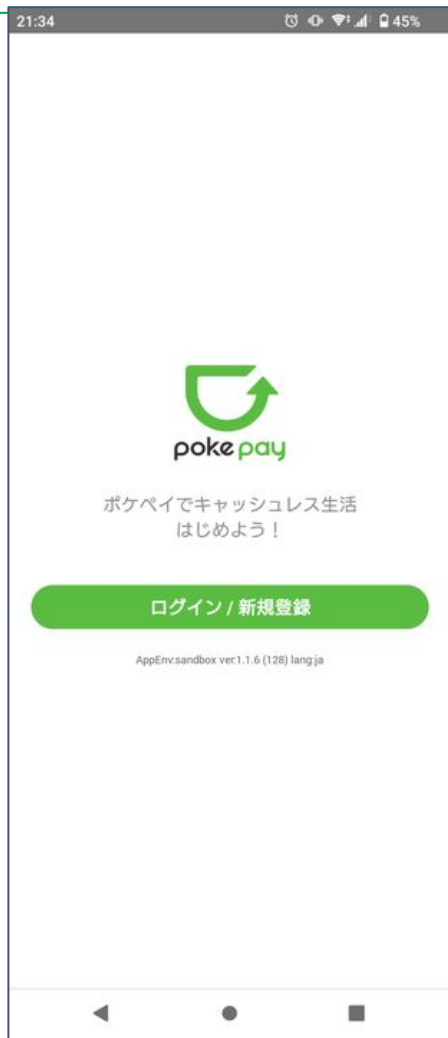 21:34
45%
poke pay
ポケペイでキャッシュレス生活
はじめよう！
ログイン / 新規登録
AppEnv:sandbox ver:1.1.6 (128) lang:ja